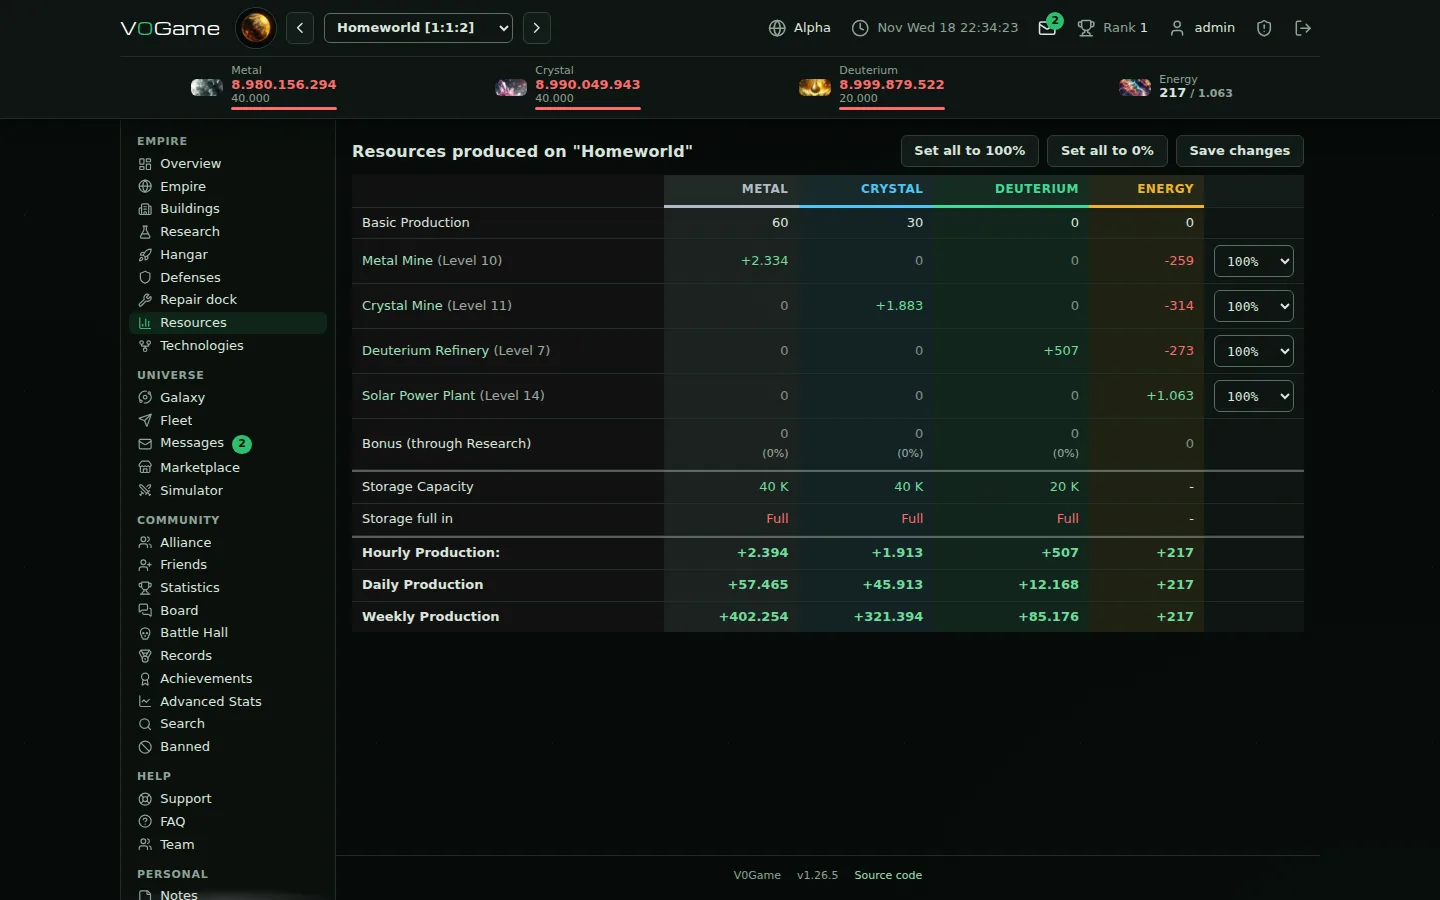 V0Game
Homeworld [1:1:2]
Alpha
Nov Wed 18 22:34:23
2
Rank 1
admin
Metal
8.980.156.294
40.000
Crystal
8.990.049.943
40.000
Deuterium
8.999.879.522
20.000
Energy
217 / 1.063
EMPIRE
Overview
Empire
Buildings
Research
Hangar
Defenses
Repair dock
Resources
Technologies
UNIVERSE
Galaxy
Fleet
Messages 2
Marketplace
Simulator
COMMUNITY
Alliance
Friends
Statistics
Board
Battle Hall
Records
Achievements
Advanced Stats
Search
Banned
HELP
Support
FAQ
Team
PERSONAL
Notes
Resources produced on "Homeworld"
Set all to 100%
Set all to 0%
Save changes
METAL CRYSTAL DEUTERIUM ENERGY
Basic Production 60 30 0 0
Metal Mine (Level 10) +2.334 0 0 -259 100%
Crystal Mine (Level 11) 0 +1.883 0 -314 100%
Deuterium Refinery (Level 7) 0 0 +507 -273 100%
Solar Power Plant (Level 14) 0 0 0 +1.063 100%
Bonus (through Research) 0 0 0 0
(0%) (0%) (0%)
Storage Capacity 40 K 40 K 20 K -
Storage full in Full Full Full -
Hourly Production: +2.394 +1.913 +507 +217
Daily Production +57.465 +45.913 +12.168 +217
Weekly Production +402.254 +321.394 +85.176 +217
V0Game v1.26.5 Source code